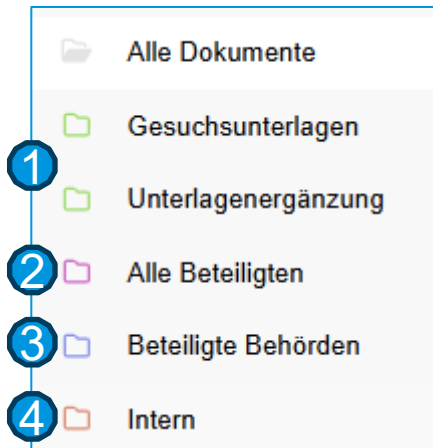 Alle Dokumente
Gesuchsunterlagen
1
Unterlagenergänzung
2 Alle Beteiligten
3 Beteiligte Behörden
4 Intern